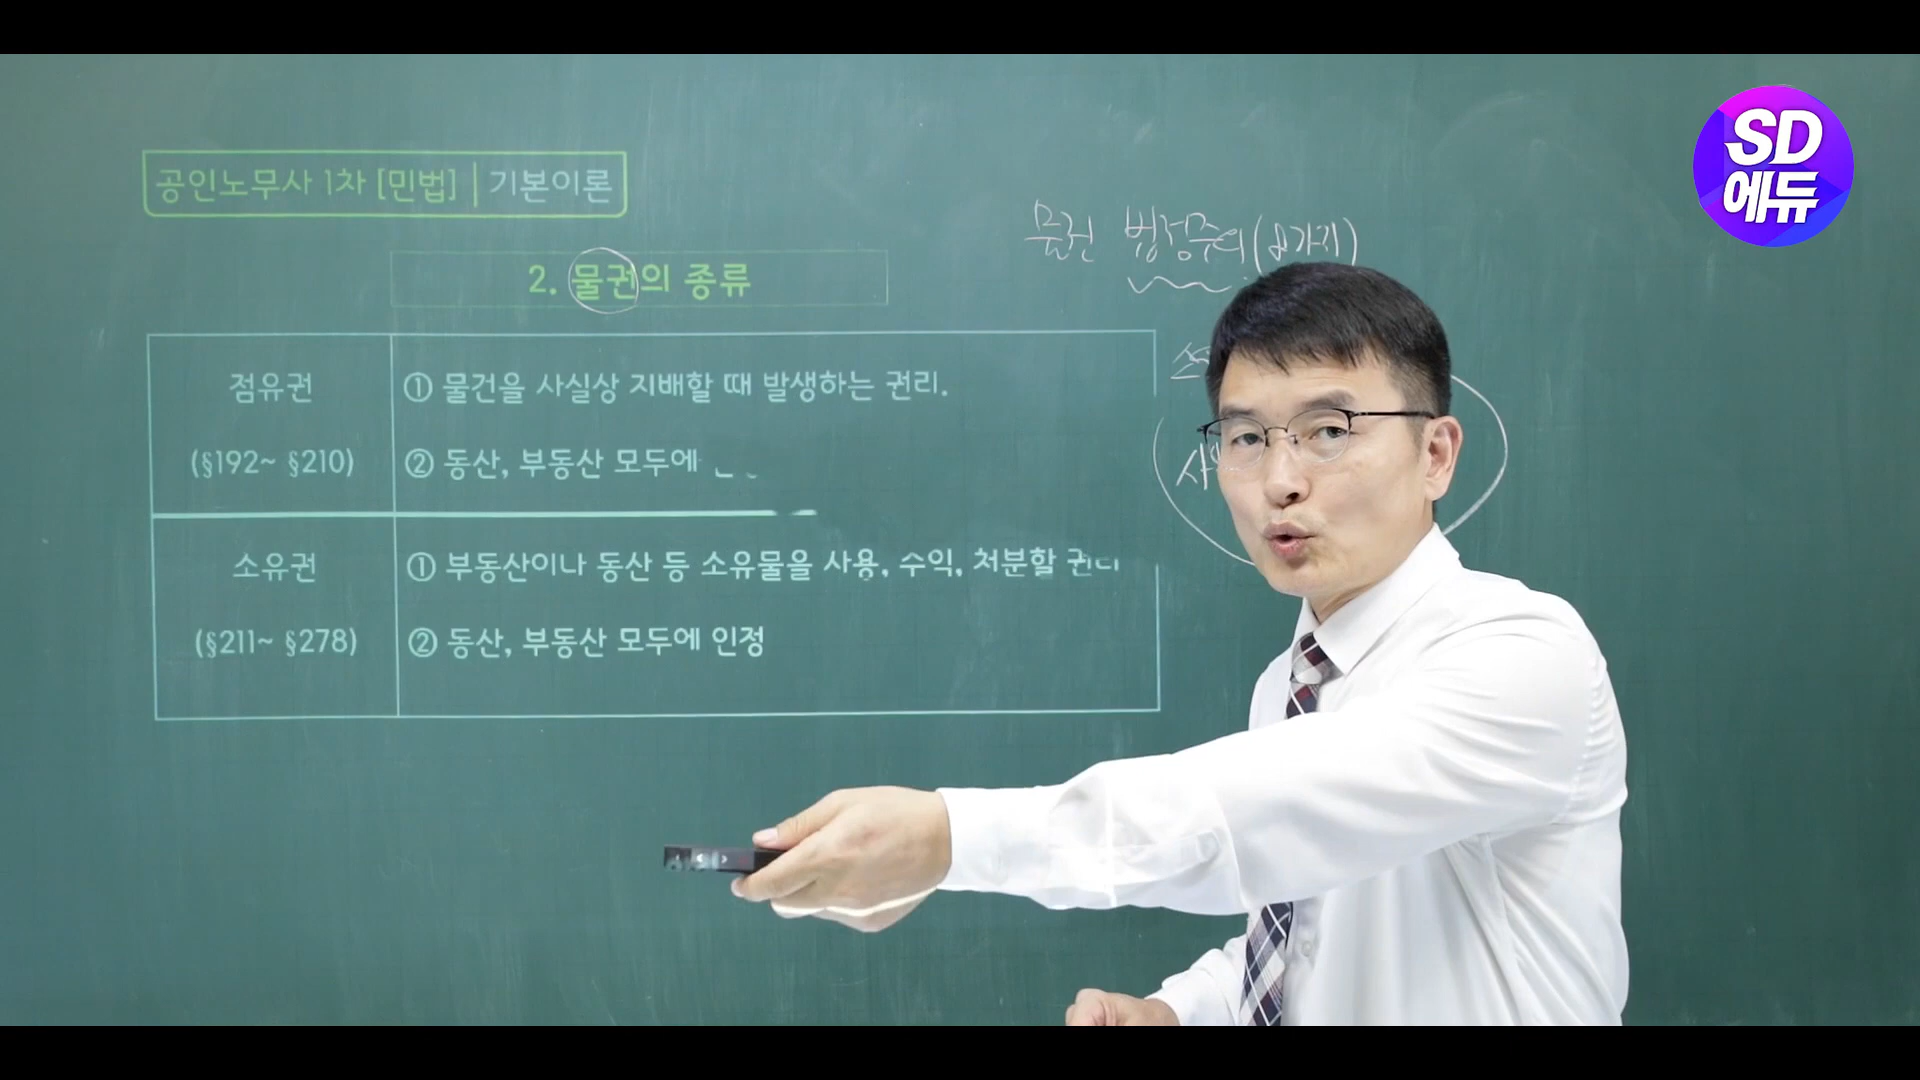 SD
에듀
공인노무사 1차 [민법] | 기본이론
물권 법정주의 (8가지)
2. 물권의 종류
점유권
(§192~ §210)
① 물건을 사실상 지배할 때 발생하는 권리.
② 동산, 부동산 모두에
소유권
(§211~ §278)
① 부동산이나 동산 등 소유물을 사용, 수익, 처분할 권리
② 동산, 부동산 모두에 인정